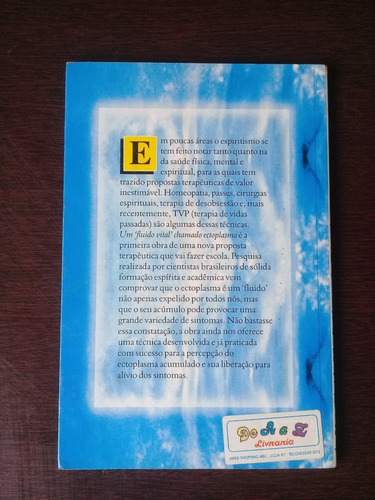 Em poucas áreas o espiritismo se
tem feito notar tanto quanto na
da saúde física, mental e
espiritual, para as quais tem
trazido propostas terapêuticas de valor
inestimável. Homeopatia, passes, cirurgias
espirituais, terapia de desobsessão e, mais
recentemente, TVP (terapia de vidas
passadas) são algumas dessas técnicas.
Um 'fluido vital' chamado ectoplasma é a
primeira obra de uma nova proposta
terapêutica que vai fazer escola. Pesquisa
realizada por cientistas brasileiros de sólida
formação espírita e acadêmica vem
comprovar que o ectoplasma é um 'fluido'
não apenas expelido por todos nós, mas
que o seu acúmulo pode provocar uma
grande variedade de sintomas. Não bastasse
essa constatação, a obra ainda nos oferece
uma técnica desenvolvida e já praticada
com sucesso para a percepção do
ectoplasma acumulado e sua liberação para
alívio dos sintomas.
De A a Z
Livraria